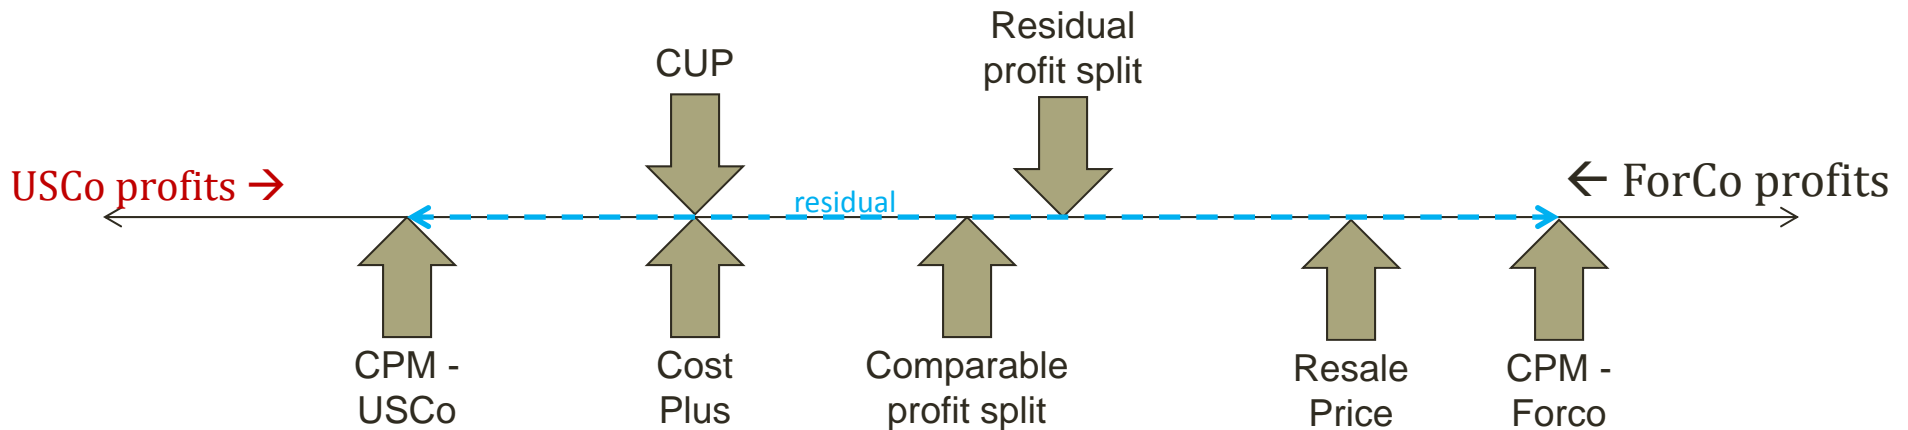 CUP
Residual
profit split
USCo profits →
residual
← ForCo profits
CPM -
USCo
Cost
Plus
Comparable
profit split
Resale
Price
CPM -
Forco